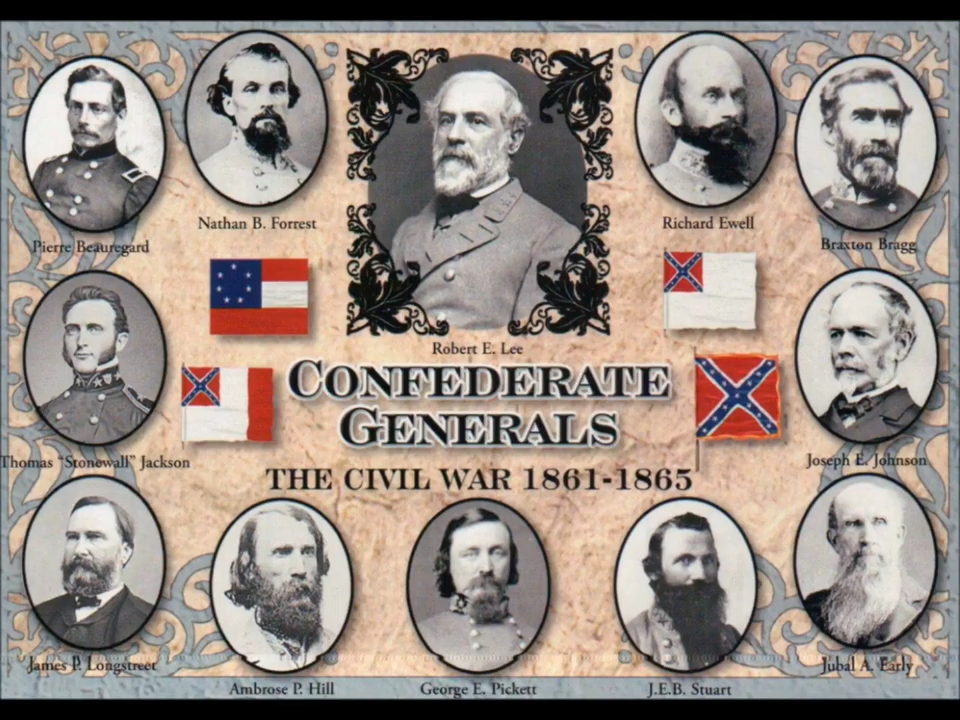 Nathan B. Forrest
Richard Ewell
Pierre Beauregard
Braxton Bragg
Robert E. Lee
CONFEDERATE
GENERALS
Thomas "Stonewall" Jackson
Joseph E. Johnson
THE CIVIL WAR 1861-1865
James P. Longstreet
Jubal A. Early
Ambrose P. Hill
George E. Pickett
J.E.B. Stuart